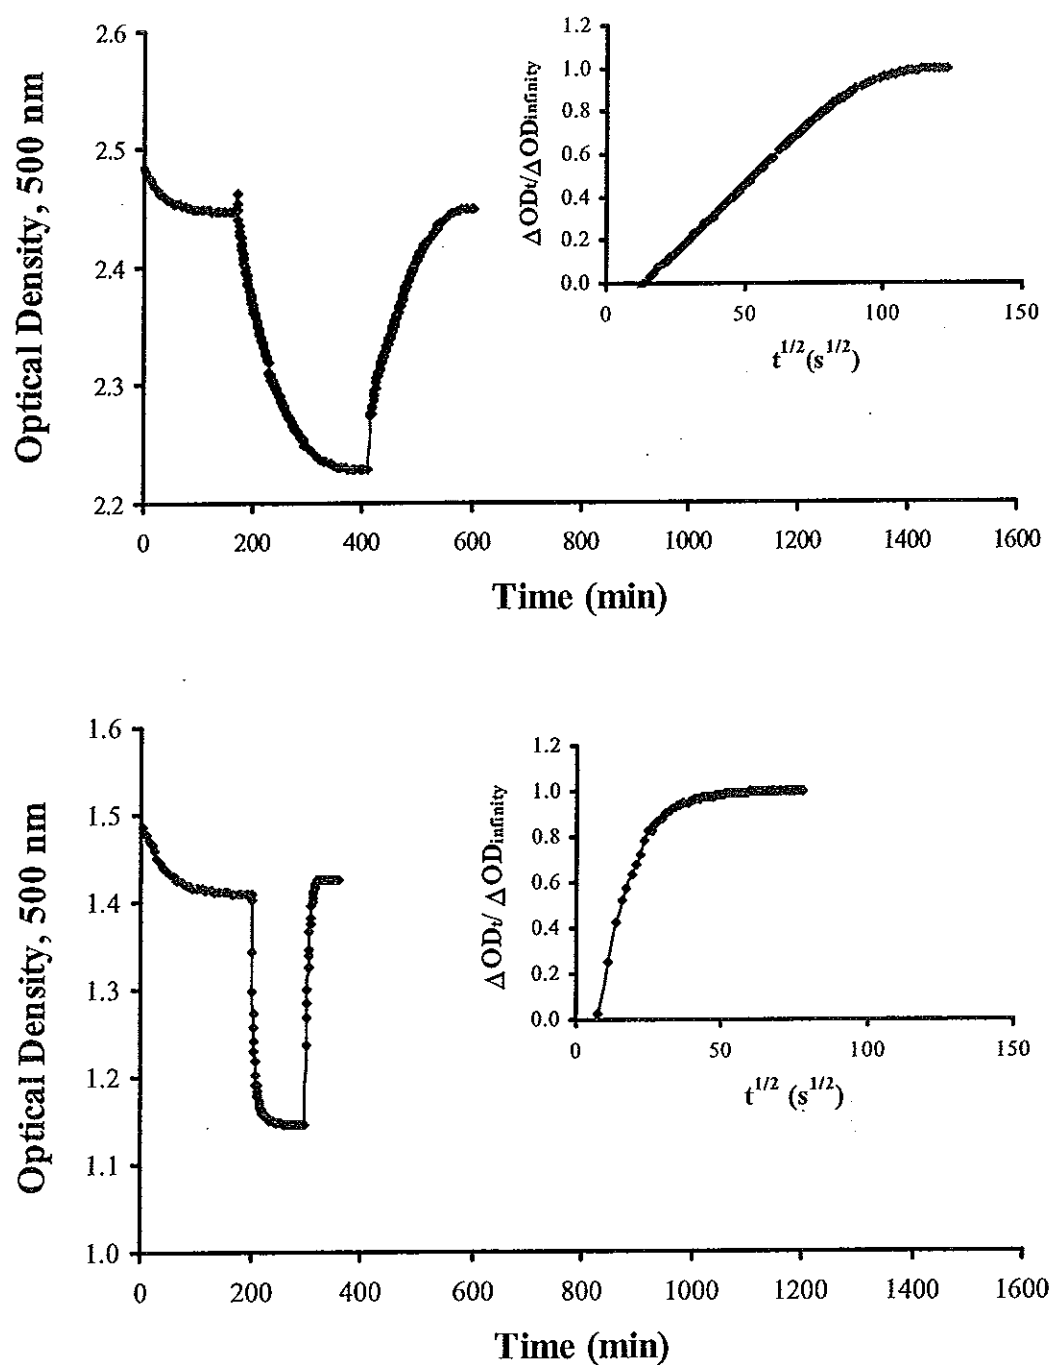 2.6
2.5
2.4
2.3
2.2
Optical Density, 500 nm
0 200 400 600 800 1000 1200 1400 1600
Time (min)
1.2
1.0
0.8
0.6
0.4
0.2
0.0
ΔODt/ΔODinfinity
0 50 100 150
t1/2(s1/2)
1.6
1.5
1.4
1.3
1.2
1.1
1.0
Optical Density, 500 nm
0 200 400 600 800 1000 1200 1400 1600
Time (min)
1.2
1.0
0.8
0.6
0.4
0.2
0.0
ΔODt/ ΔODinfinity
0 50 100 150
t1/2 (s1/2)